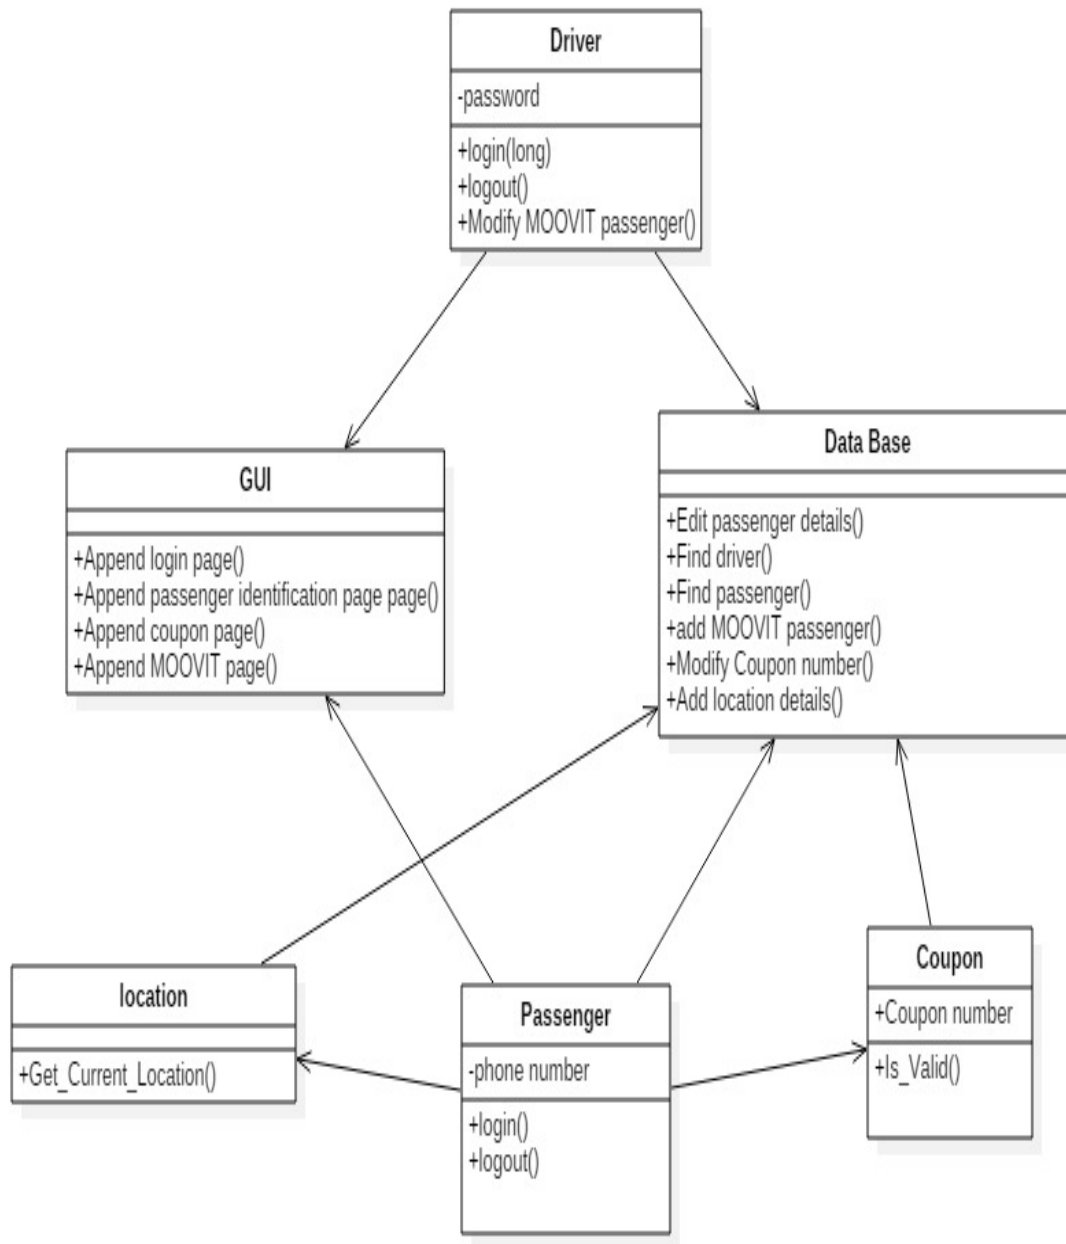 Driver
-password
+login(long)
+logout()
+Modify MOOVIT passenger()
GUI
+Append login page()
+Append passenger identification page page()
+Append coupon page()
+Append MOOVIT page()
Data Base
+Edit passenger details()
+Find driver()
+Find passenger()
+add MOOVIT passenger()
+Modify Coupon number()
+Add location details()
location
+Get_Current_Location()
Passenger
-phone number
+login()
+logout()
Coupon
+Coupon number
+Is_Valid()